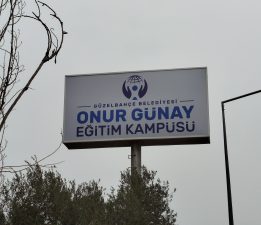 GÜZELBAHÇE BELEDİYESİ
ONUR GÜNAY
EĞİTİM KAMPÜSÜ